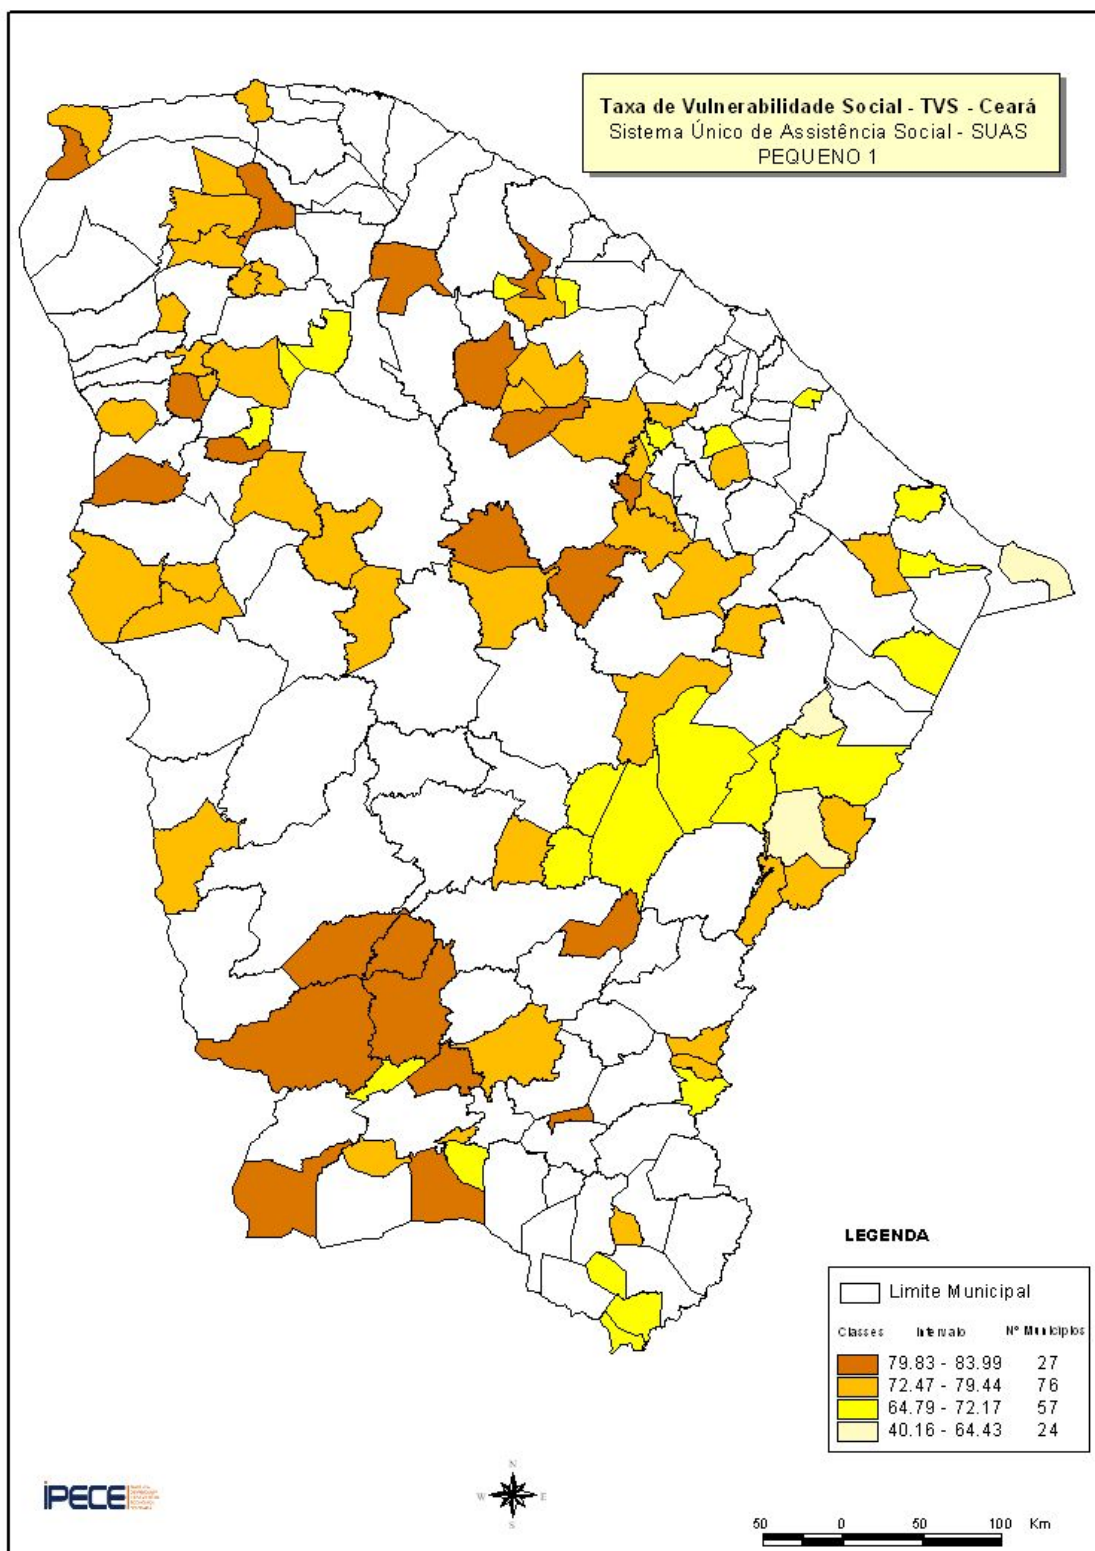 Taxa de Vulnerabilidade Social - TVS - Ceará
Sistema Único de Assistência Social - SUAS
PEQUENO 1
LEGENDA
Limite Municipal
Classes Intervalo Nº Municípios
79.83 - 83.99 27
72.47 - 79.44 76
64.79 - 72.17 57
40.16 - 64.43 24
N
W E
S
IPECE
50 0 50 100 Km